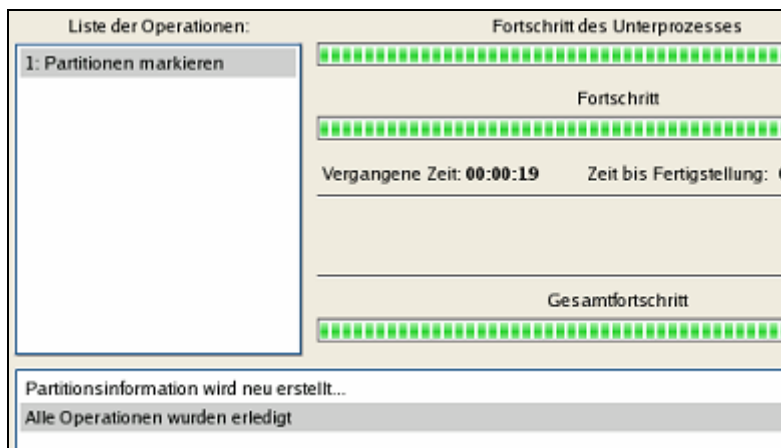 Liste der Operationen:
1: Partitionen markieren
Fortschritt des Unterprozesses
Fortschritt
Vergangene Zeit: 00:00:19 Zeit bis Fertigstellung:
Gesamtfortschritt
Partitionsinformation wird neu erstellt...
Alle Operationen wurden erledigt